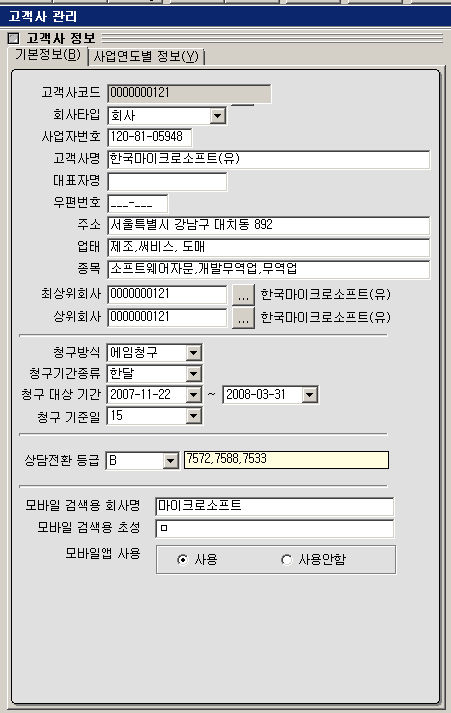 고객사 관리
고객사 정보
기본정보(B) 사업연도별 정보(Y)
고객사코드 0000000121
회사타입 회사
사업자번호 120-81-05948
고객사명 한국마이크로소프트(유)
대표자명
우편번호 ___-___
주소 서울특별시 강남구 대치동 892
업태 제조,써비스, 도매
종목 소프트웨어자문,개발무역업,무역업
최상위회사 0000000121 ... 한국마이크로소프트(유)
상위회사 0000000121 ... 한국마이크로소프트(유)
청구방식 에임청구
청구기간종류 한달
청구 대상 기간 2007-11-22 ~ 2008-03-31
청구 기준일 15
상담전환 등급 B 7572,7588,7533
모바일 검색용 회사명 마이크로소프트
모바일 검색용 초성 ㅁ
모바일앱 사용 사용 사용안함